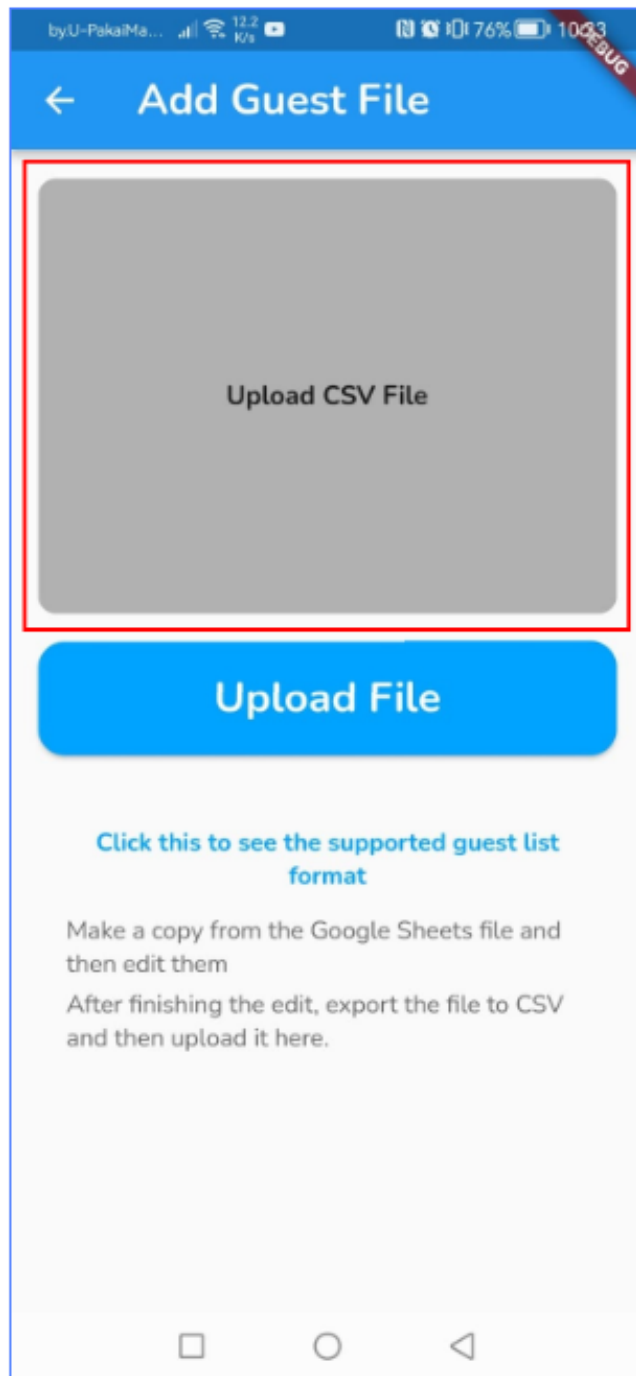 by.U-PakaiMa... 12.2 K/s 76% 10:33
DEBUG
Add Guest File
Upload CSV File
Upload File
Click this to see the supported guest list
format
Make a copy from the Google Sheets file and
then edit them
After finishing the edit, export the file to CSV
and then upload it here.